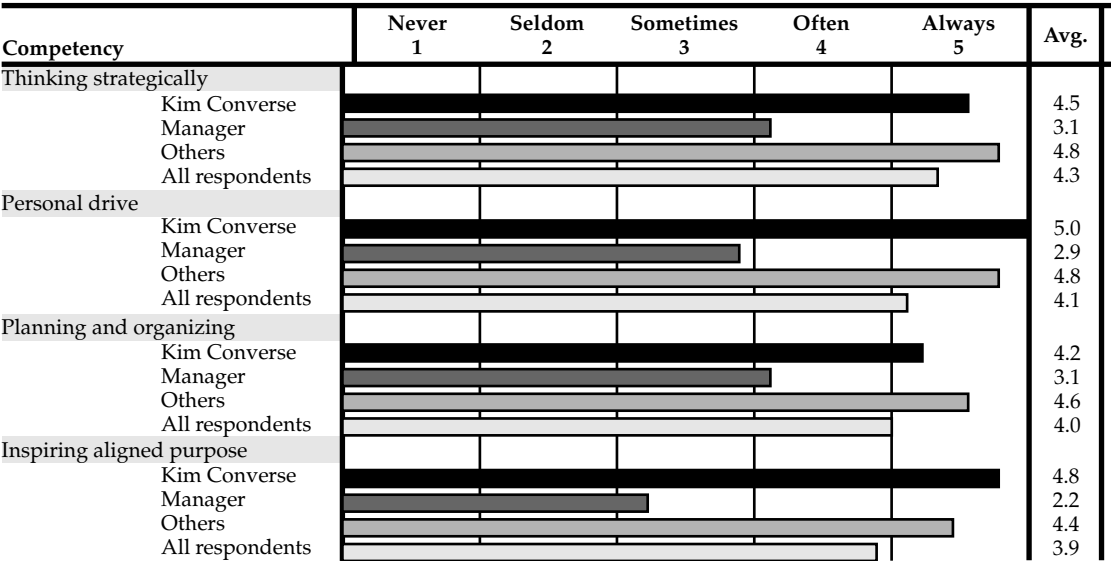 Never Seldom Sometimes Often Always Avg.
Competency 1 2 3 4 5
Thinking strategically
Kim Converse 4.5
Manager 3.1
Others 4.8
All respondents 4.3
Personal drive
Kim Converse 5.0
Manager 2.9
Others 4.8
All respondents 4.1
Planning and organizing
Kim Converse 4.2
Manager 3.1
Others 4.6
All respondents 4.0
Inspiring aligned purpose
Kim Converse 4.8
Manager 2.2
Others 4.4
All respondents 3.9